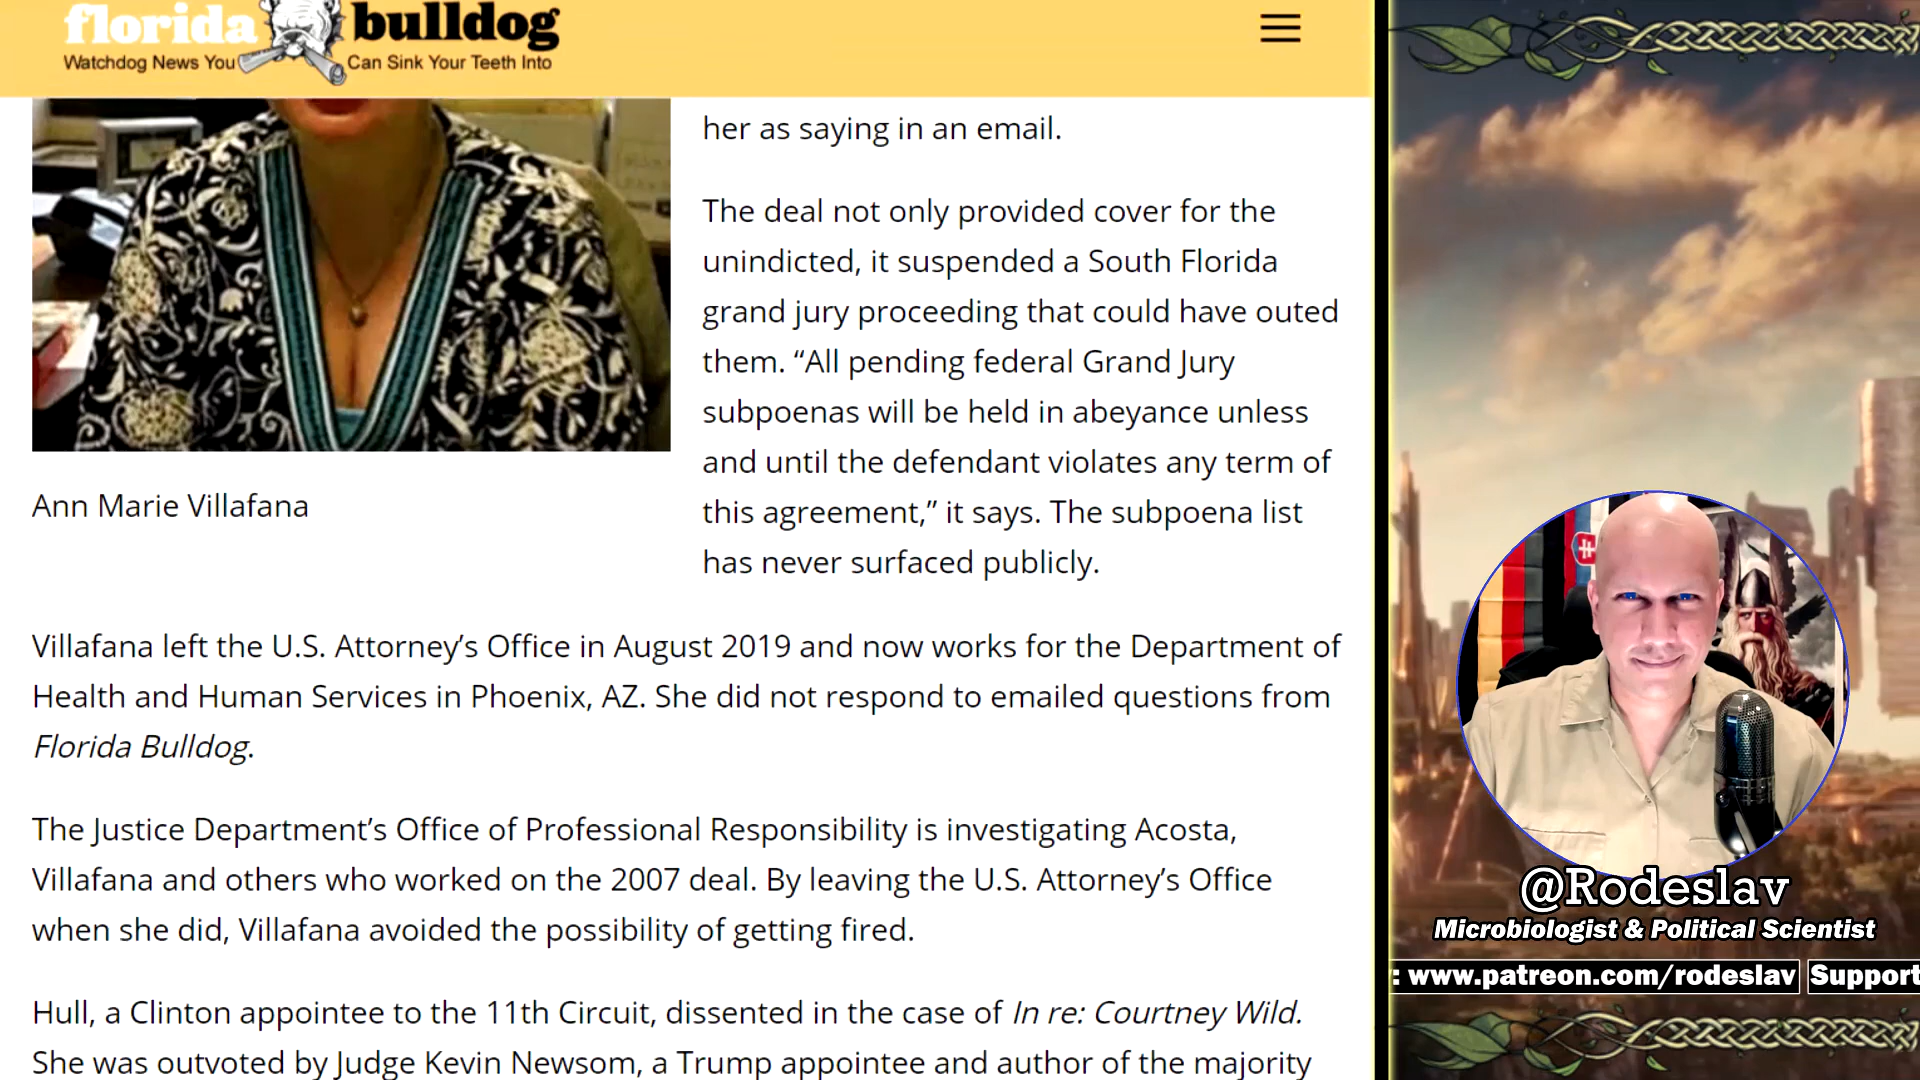 florida bulldog
Watchdog News You Can Sink Your Teeth Into
her as saying in an email.
The deal not only provided cover for the
unindicted, it suspended a South Florida
grand jury proceeding that could have outed
them. “All pending federal Grand Jury
subpoenas will be held in abeyance unless
and until the defendant violates any term of
this agreement,” it says. The subpoena list
has never surfaced publicly.
Ann Marie Villafana
Villafana left the U.S. Attorney’s Office in August 2019 and now works for the Department of
Health and Human Services in Phoenix, AZ. She did not respond to emailed questions from
Florida Bulldog.
The Justice Department’s Office of Professional Responsibility is investigating Acosta,
Villafana and others who worked on the 2007 deal. By leaving the U.S. Attorney’s Office
when she did, Villafana avoided the possibility of getting fired.
Hull, a Clinton appointee to the 11th Circuit, dissented in the case of In re: Courtney Wild.
She was outvoted by Judge Kevin Newsom, a Trump appointee and author of the majority
@Rodeslav
Microbiologist & Political Scientist
: www.patreon.com/rodeslav Support